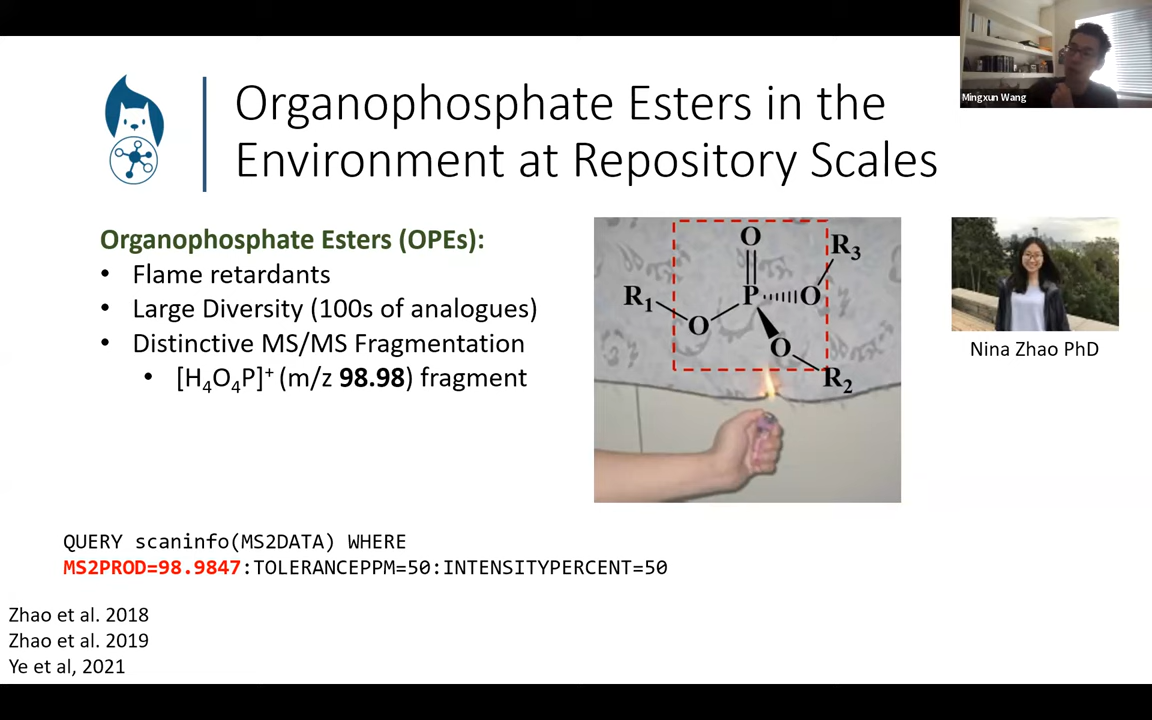 Mingxun Wang
Organophosphate Esters in the
Environment at Repository Scales
Organophosphate Esters (OPEs):
• Flame retardants
• Large Diversity (100s of analogues)
• Distinctive MS/MS Fragmentation
• [H₄O₄P]⁺ (m/z 98.98) fragment
O
R₃
R₁
P
O
O
O
R₂
Nina Zhao PhD
QUERY scaninfo(MS2DATA) WHERE
MS2PROD=98.9847:TOLERANCEPPM=50:INTENSITYPERCENT=50
Zhao et al. 2018
Zhao et al. 2019
Ye et al, 2021